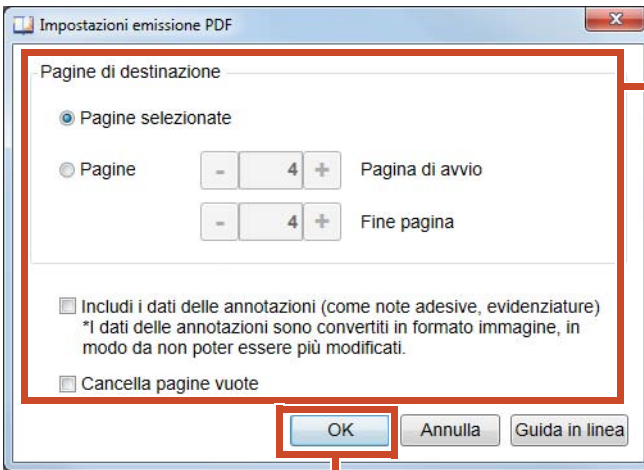 Impostazioni emissione PDF
Pagine di destinazione
Pagine selezionate
Pagine - 4 + Pagina di avvio
- 4 + Fine pagina
Includi i dati delle annotazioni (come note adesive, evidenziature)
*I dati delle annotazioni sono convertiti in formato immagine, in
modo da non poter essere più modificati.
Cancella pagine vuote
OK Annulla Guida in linea